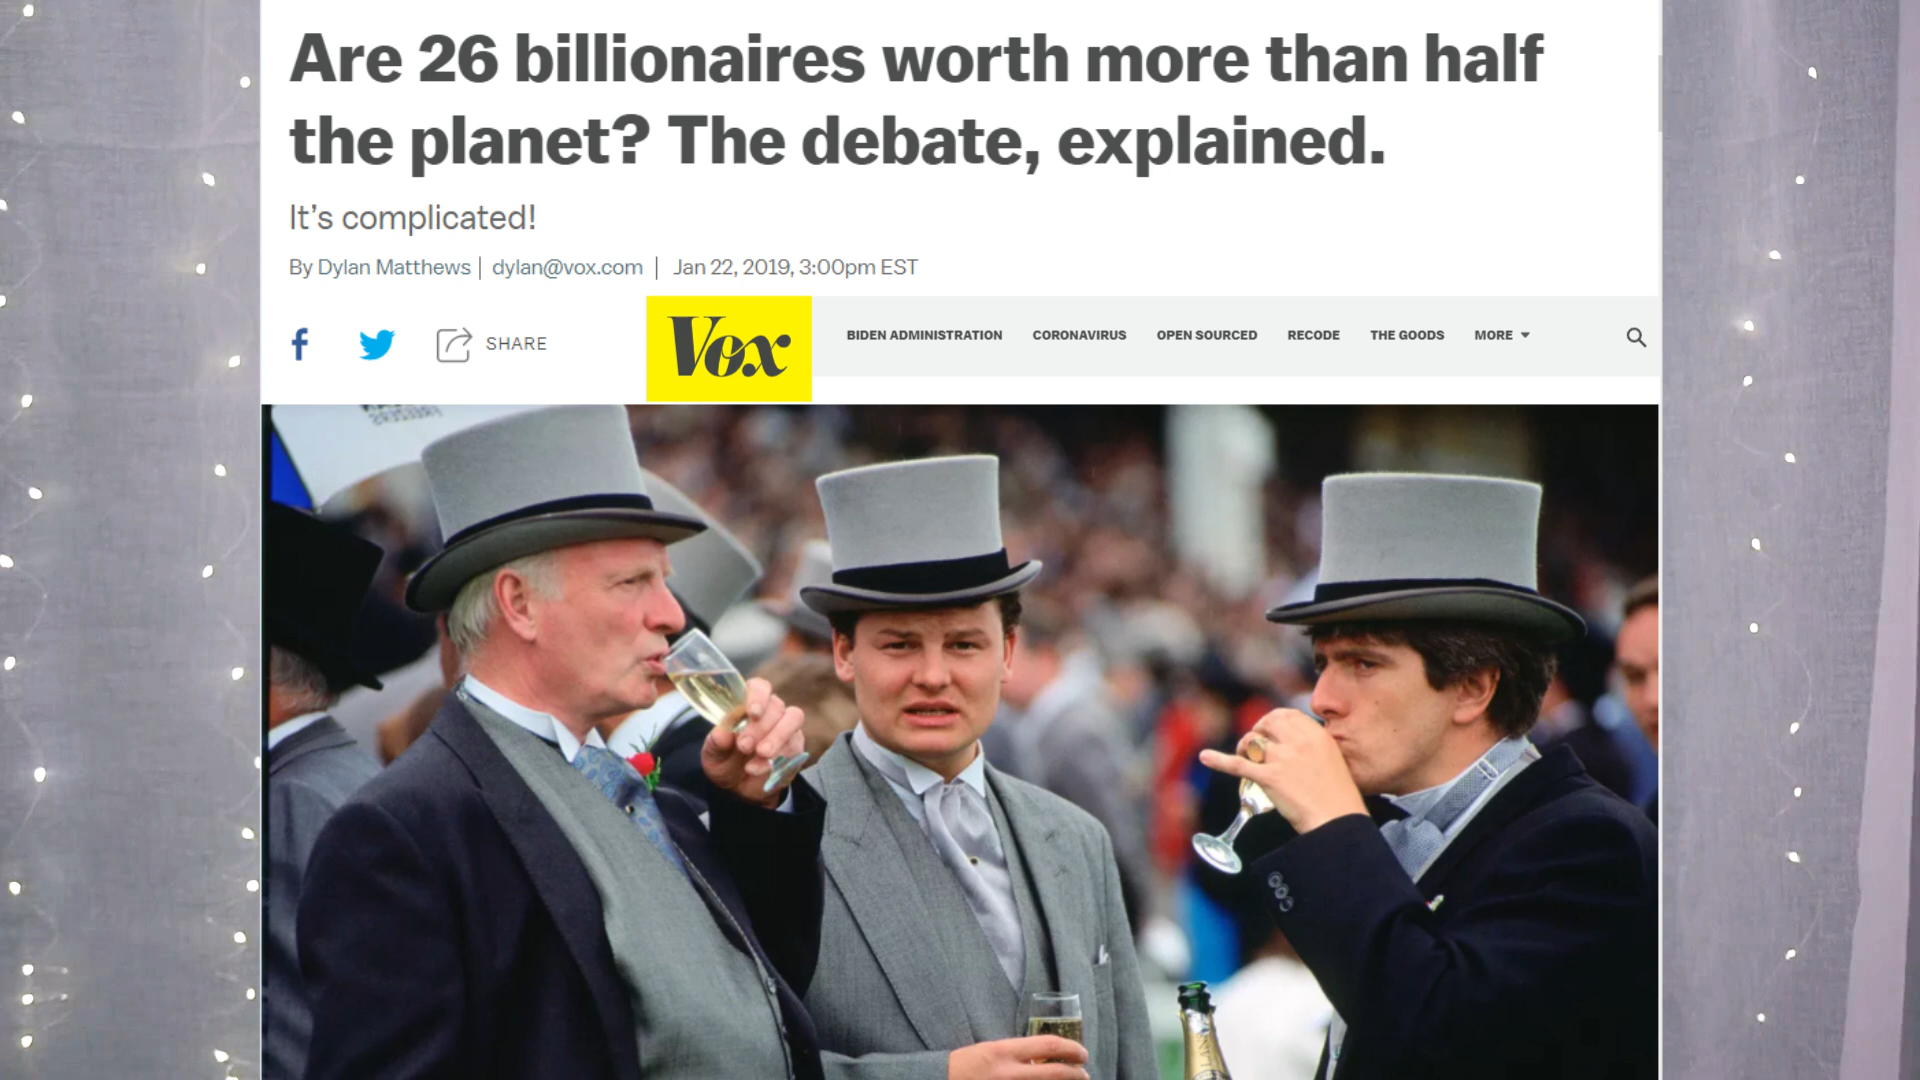 Are 26 billionaires worth more than half
the planet? The debate, explained.
It's complicated!
By Dylan Matthews | dylan@vox.com | Jan 22, 2019, 3:00pm EST
f
SHARE
Vox
BIDEN ADMINISTRATION CORONAVIRUS OPEN SOURCED RECODE THE GOODS MORE